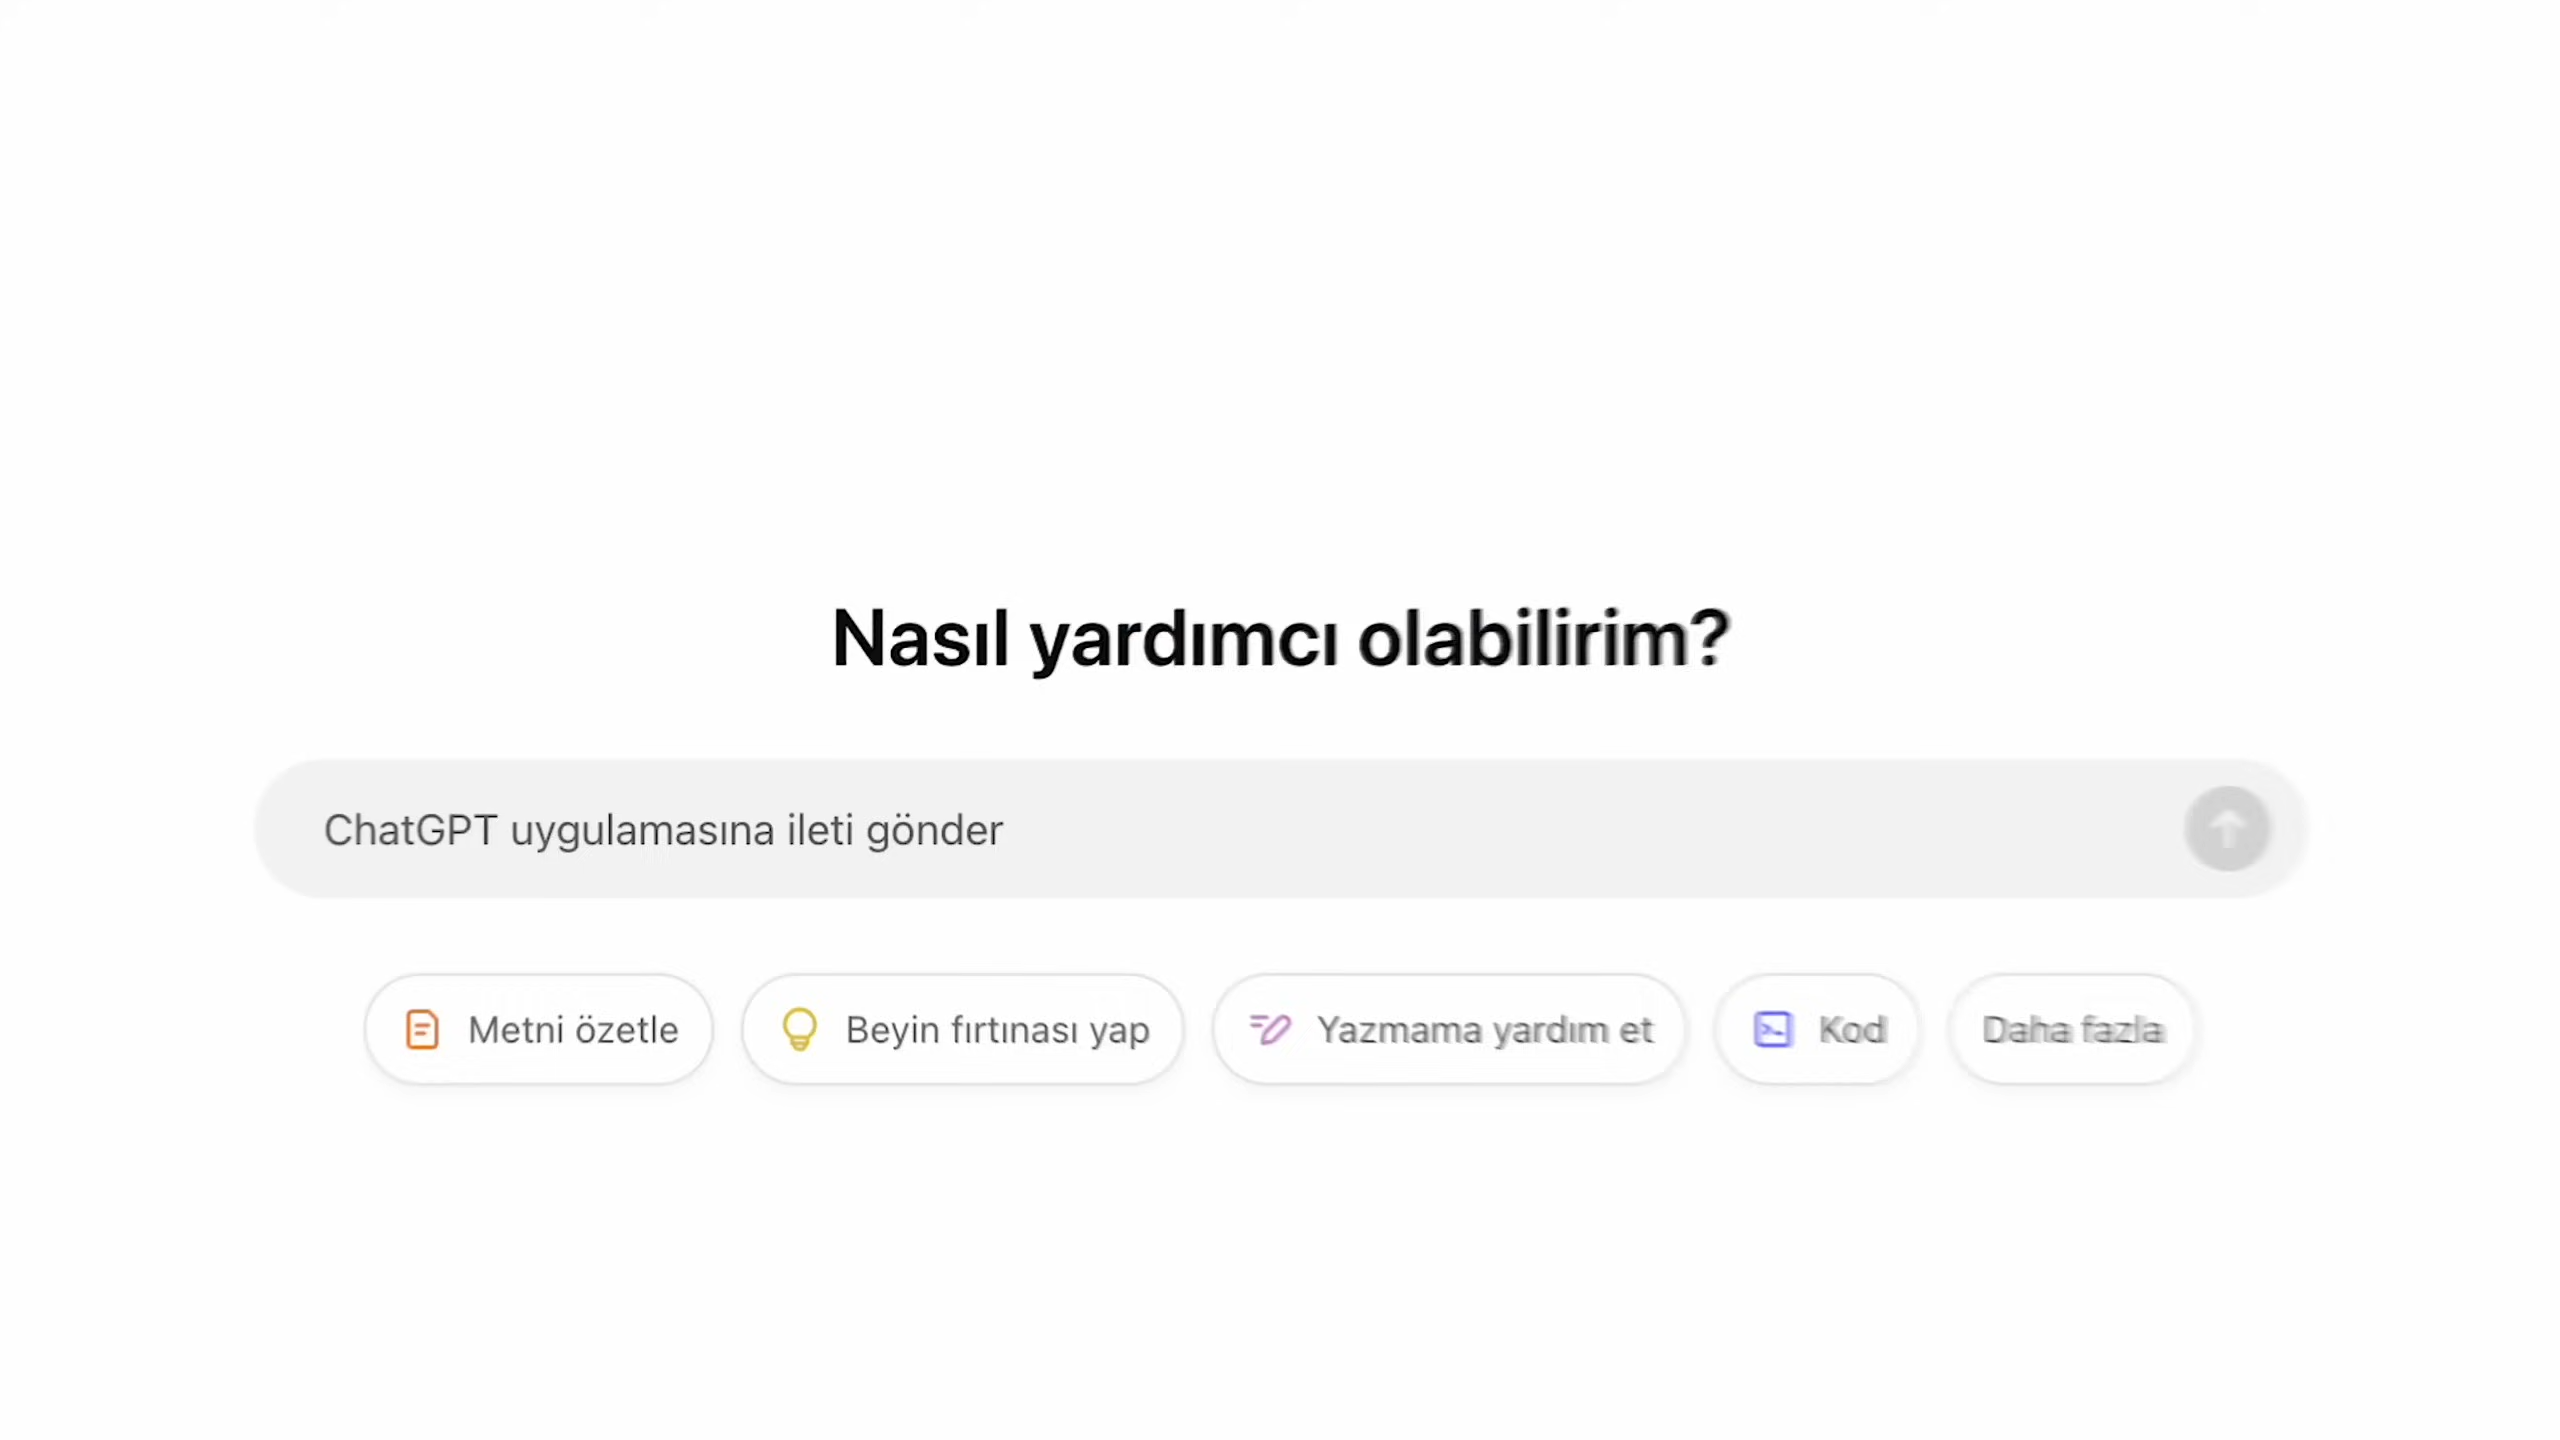 Nasıl yardımcı olabilirim?
ChatGPT uygulamasına ileti gönder
Metni özetle Beyin fırtınası yap Yazmama yardım et Kod Daha fazla